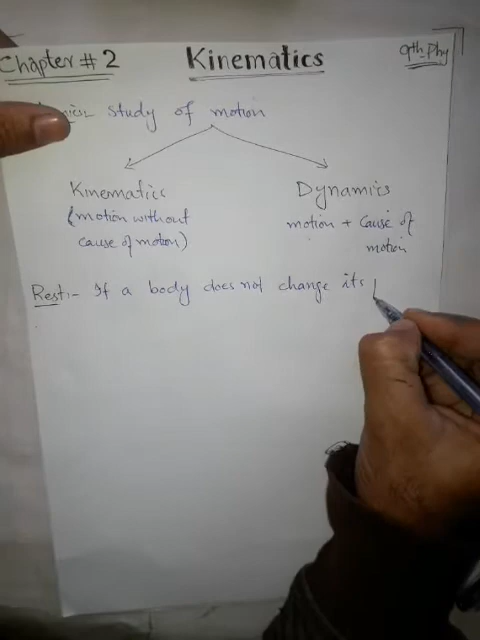 Chapter # 2 Kinematics 9th Phy
study of motion
Kinematics Dynamics
(motion without motion + Cause of
cause of motion) motion
Rest:- If a body does not change its